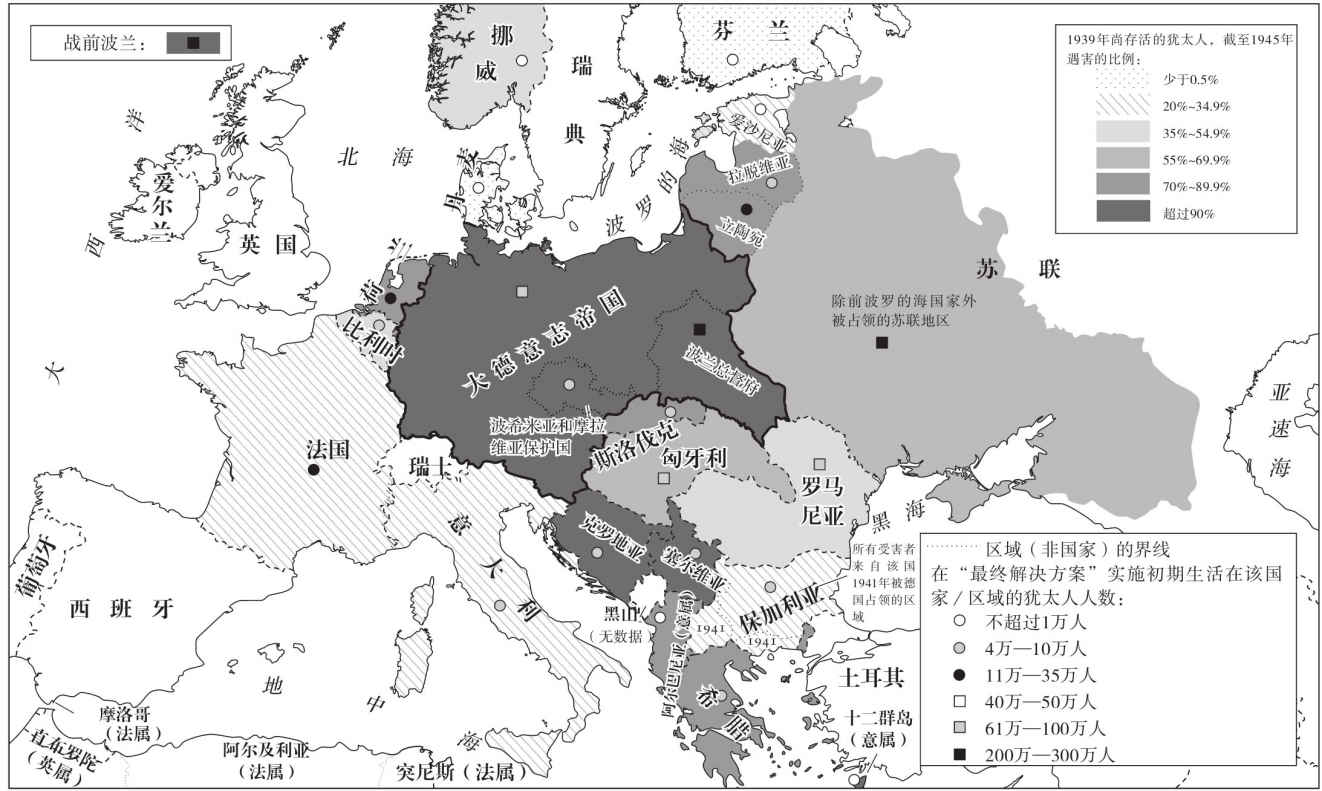 战前波兰：
1939年尚存活的犹太人，截至1945年
遇害的比例：
少于0.5%
20%~34.9%
35%~54.9%
55%~69.9%
70%~89.9%
超过90%
挪威
瑞典
芬兰
大西洋
北海
丹麦
波罗的海
爱沙尼亚
拉脱维亚
立陶宛
爱尔兰
英国
荷兰
比利时
大德意志帝国
波兰总督府
波希米亚和摩拉
维亚保护国
苏联
除前波罗的海国家外
被占领的苏联地区
亚速海
法国
瑞士
斯洛伐克
匈牙利
罗马
尼亚
黑海
意大利
克罗地亚
塞尔维亚
所有受害者
来自该国
1941年被德
国占领的区
域
保加利亚
1941
1941
黑山
（无数据）
阿尔巴尼亚（意属）
希腊
土耳其
十二群岛
（意属）
葡萄牙
西班牙
地中海
摩洛哥
（法属）
直布罗陀
（英属）
阿尔及利亚
（法属）
突尼斯（法属）
区域（非国家）的界线
在“最终解决方案”实施初期生活在该国
家/区域的犹太人人数：
不超过1万人
4万—10万人
11万—35万人
40万—50万人
61万—100万人
200万—300万人